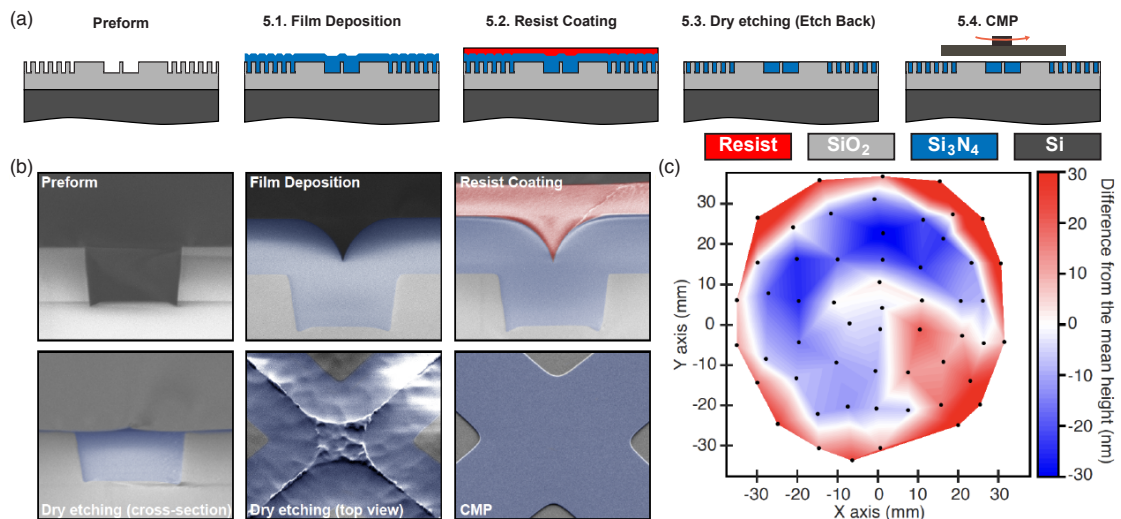 (a)
Preform
5.1. Film Deposition
5.2. Resist Coating
5.3. Dry etching (Etch Back)
5.4. CMP
Resist
SiO2
Si3N4
Si
(b)
Preform
Film Deposition
Resist Coating
Dry etching (cross-section)
Dry etching (top view)
CMP
(c)
30
20
10
0
-10
-20
-30
Y axis (mm)
-30
-20
-10
0
10
20
30
X axis (mm)
30
20
10
0
-10
-20
-30
Difference from the mean height (nm)